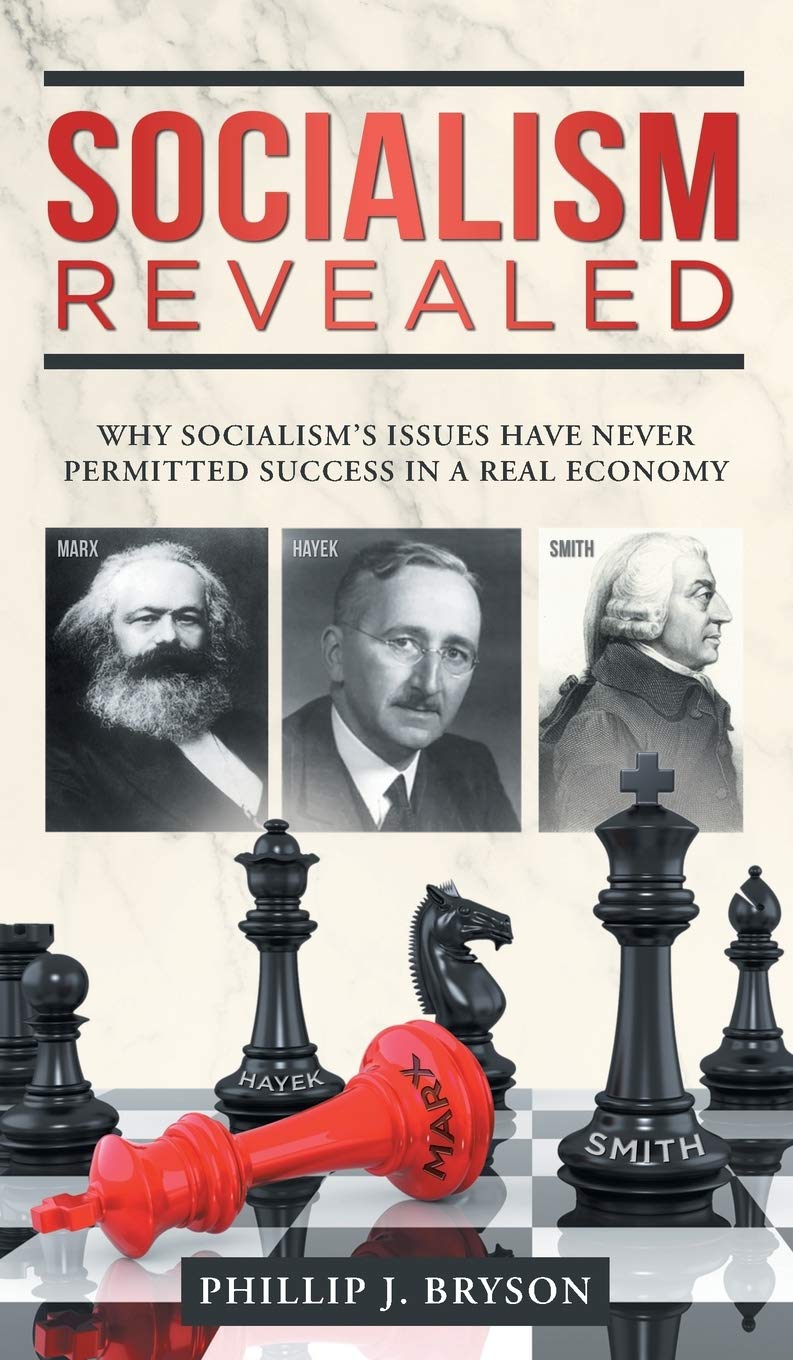 SOCIALISM
REVEALED
WHY SOCIALISM'S ISSUES HAVE NEVER
PERMITTED SUCCESS IN A REAL ECONOMY
MARX
HAYEK
SMITH
HAYEK
MARX
SMITH
PHILLIP J. BRYSON